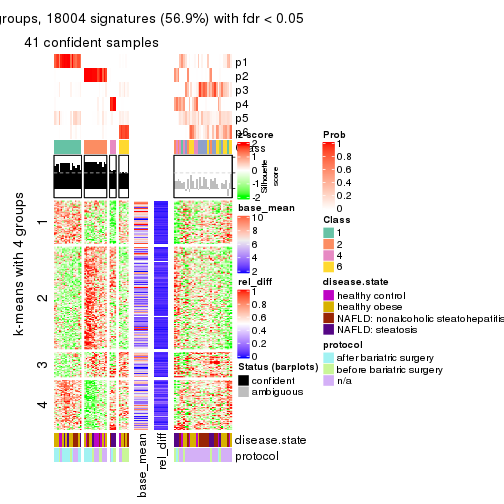 groups, 18004 signatures (56.9%) with fdr < 0.05
41 confident samples
p1
p2
p3
p4
p5
p6
z-score
2
1
0
-1
-2
Silhouette
score
base_mean
10
8
6
4
2
rel_diff
1
0.8
0.6
0.4
0.2
0
Status (barplots)
confident
ambiguous
Prob
1
0.8
0.6
0.4
0.2
0
Class
1
2
4
6
disease.state
healthy control
healthy obese
NAFLD: nonalcoholic steatohepatitis
NAFLD: steatosis
protocol
after bariatric surgery
before bariatric surgery
n/a
k-means with 4 groups
1
2
3
4
disease.state
protocol
base_mean
rel_diff